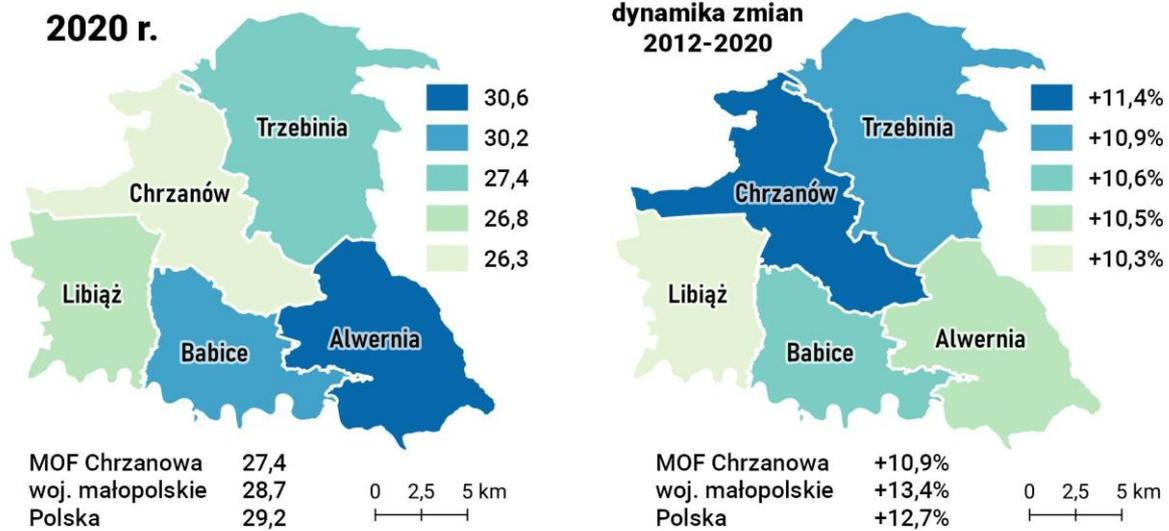 2020 r.
30,6
30,2
27,4
26,8
26,3
Trzebinia
Chrzanów
Libiąż
Babice
Alwernia
MOF Chrzanowa 27,4
woj. małopolskie 28,7
Polska 29,2
0 2,5 5 km
dynamika zmian
2012-2020
+11,4%
+10,9%
+10,6%
+10,5%
+10,3%
Trzebinia
Chrzanów
Libiąż
Babice
Alwernia
MOF Chrzanowa +10,9%
woj. małopolskie +13,4%
Polska +12,7%
0 2,5 5 km